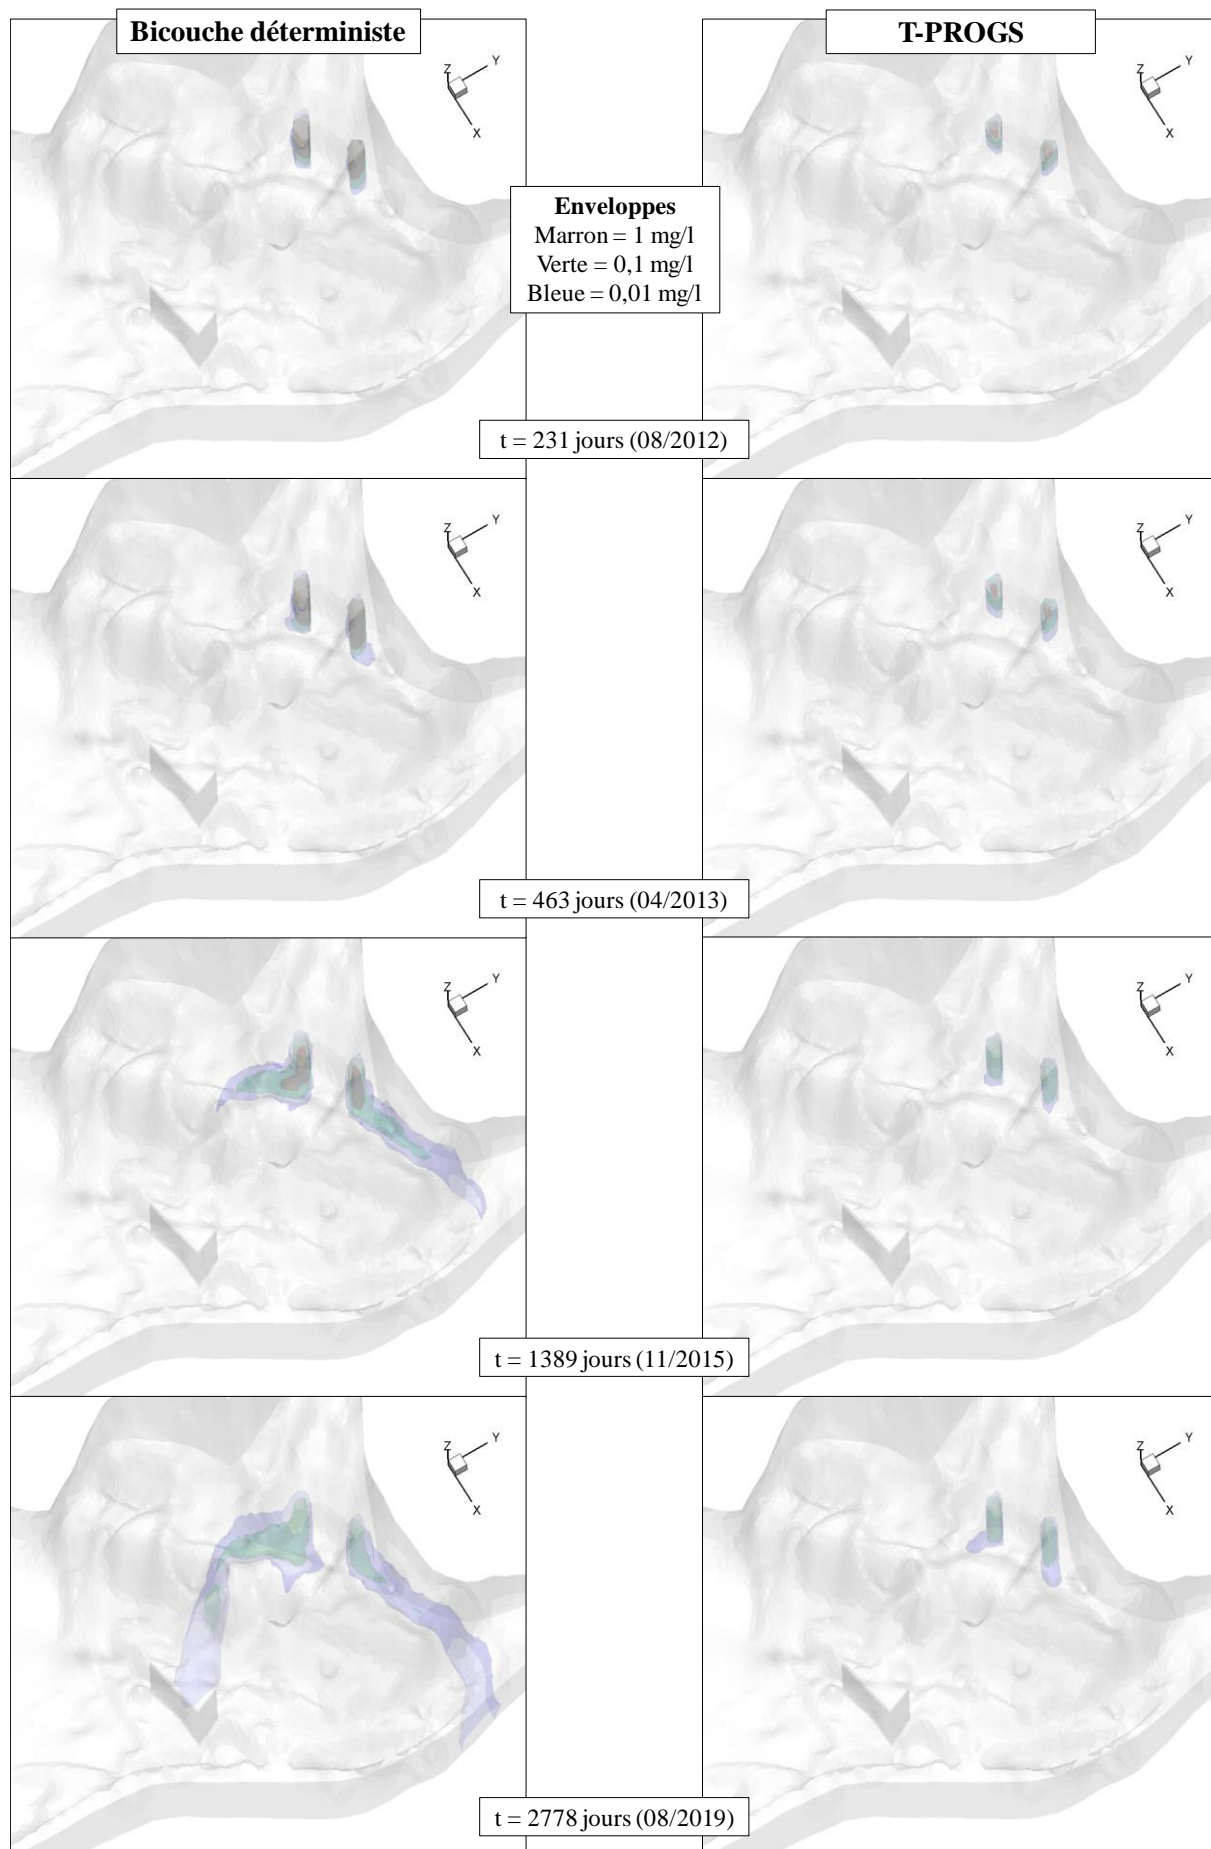 Bicouche déterministe
T-PROGS
Z
Y
X
Z
Y
X
Enveloppes
Marron = 1 mg/l
Verte = 0,1 mg/l
Bleue = 0,01 mg/l
t = 231 jours (08/2012)
Z
Y
X
Z
Y
X
t = 463 jours (04/2013)
Z
Y
X
Z
Y
X
t = 1389 jours (11/2015)
Z
Y
X
Z
Y
X
t = 2778 jours (08/2019)